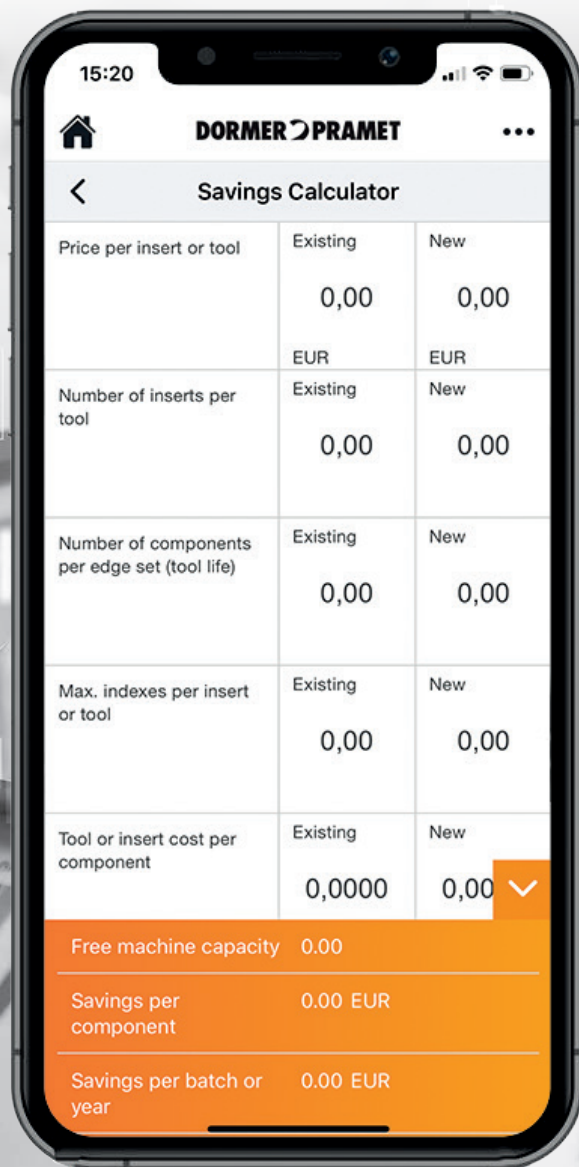 15:20
DORMER PRAMET
Savings Calculator
Price per insert or tool
Existing
New
0,00
0,00
EUR
EUR
Number of inserts per
tool
Existing
New
0,00
0,00
Number of components
per edge set (tool life)
Existing
New
0,00
0,00
Max. indexes per insert
or tool
Existing
New
0,00
0,00
Tool or insert cost per
component
Existing
New
0,0000
0,00
Free machine capacity 0.00
Savings per
component
0.00 EUR
Savings per batch or
year
0.00 EUR